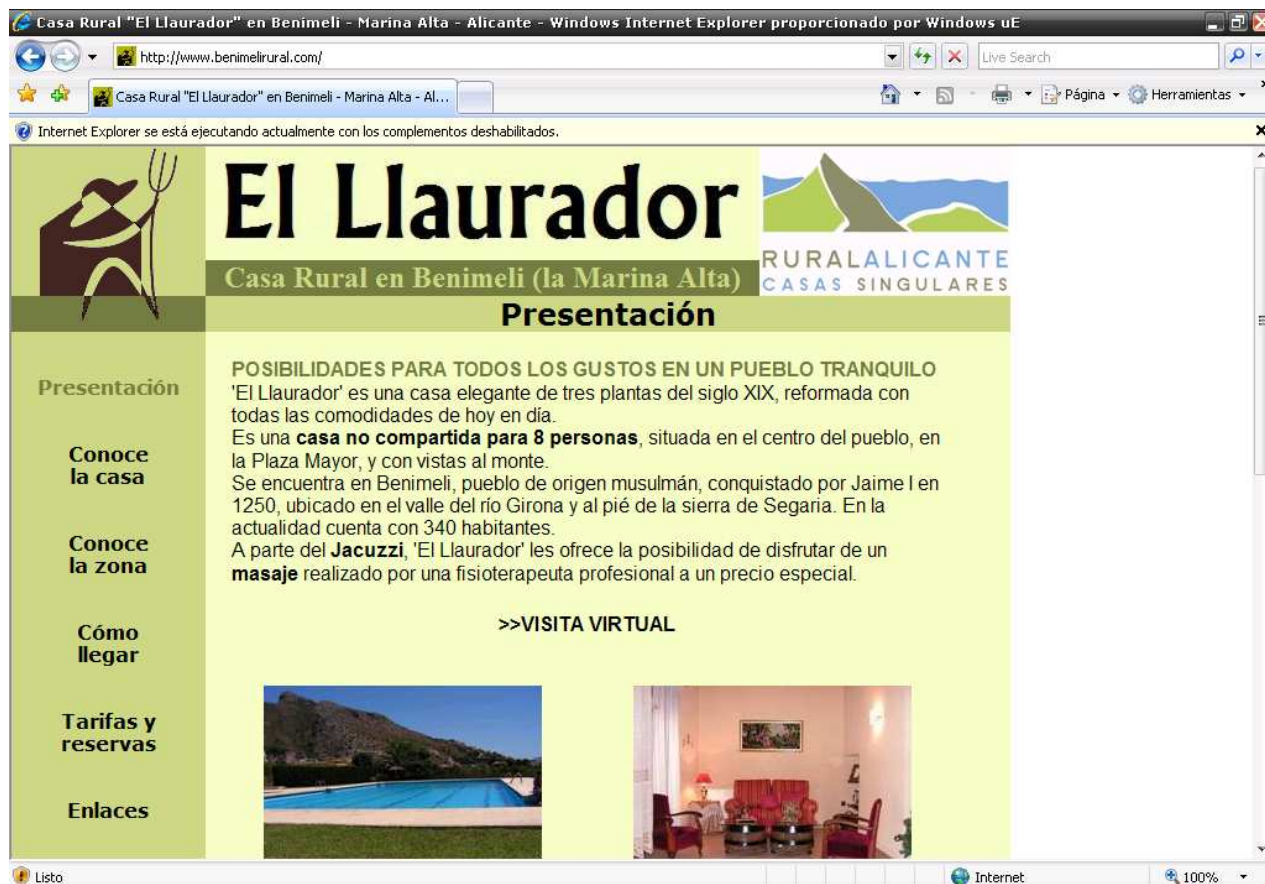 Casa Rural "El Llaurador" en Benimeli - Marina Alta - Alicante - Windows Internet Explorer proporcionado por Windows uE
http://www.benimelirural.com/
Live Search
Casa Rural "El Llaurador" en Benimeli - Marina Alta - Al...
Página
Herramientas
Internet Explorer se está ejecutando actualmente con los complementos deshabilitados.
El Llaurador
Casa Rural en Benimeli (la Marina Alta)
RURALALICANTE
CASAS SINGULARES
Presentación
Presentación
Conoce
la casa
Conoce
la zona
Cómo
llegar
Tarifas y
reservas
Enlaces
POSIBILIDADES PARA TODOS LOS GUSTOS EN UN PUEBLO TRANQUILO
'El Llaurador' es una casa elegante de tres plantas del siglo XIX, reformada con
todas las comodidades de hoy en día.
Es una casa no compartida para 8 personas, situada en el centro del pueblo, en
la Plaza Mayor, y con vistas al monte.
Se encuentra en Benimeli, pueblo de origen musulmán, conquistado por Jaime I en
1250, ubicado en el valle del río Girona y al pié de la sierra de Segaria. En la
actualidad cuenta con 340 habitantes.
A parte del Jacuzzi, 'El Llaurador' les ofrece la posibilidad de disfrutar de un
masaje realizado por una fisioterapeuta profesional a un precio especial.
>>VISITA VIRTUAL
Listo
Internet
100%